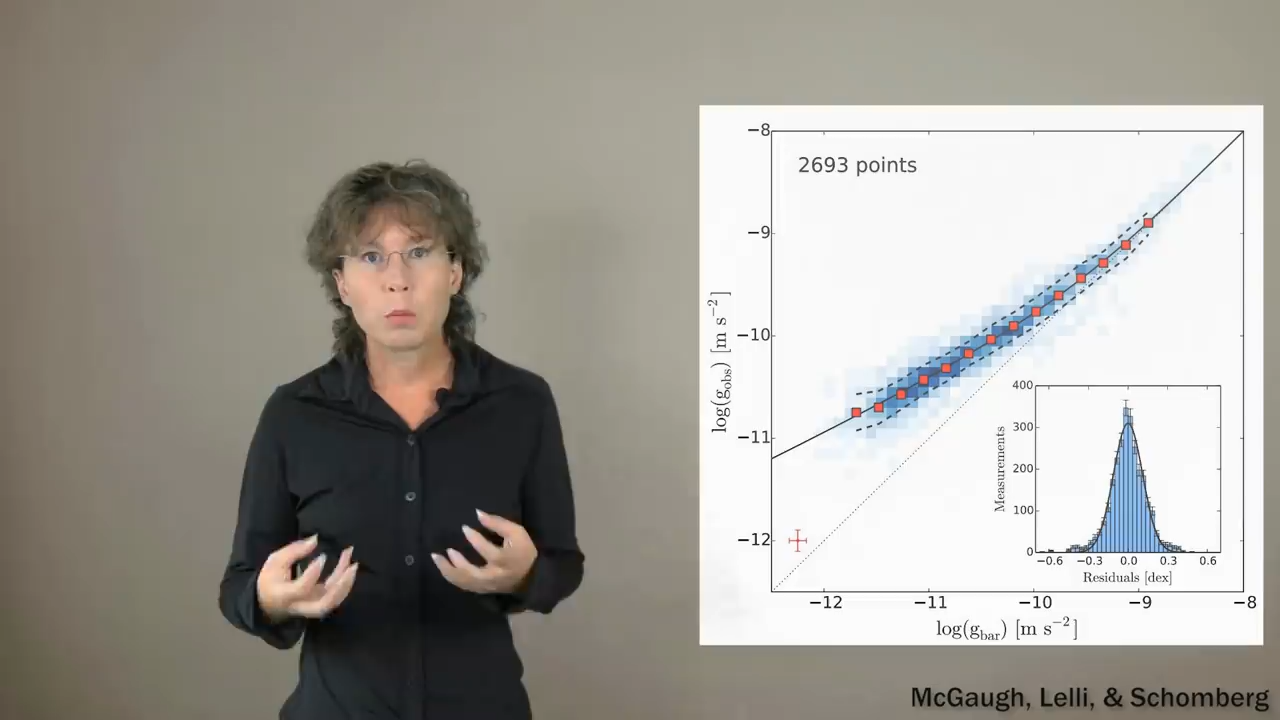 2693 points
−8
−9
−10
−11
−12
log(g_obs) [m s⁻²]
400
300
200
100
0
Measurements
−0.6 −0.3 0.0 0.3 0.6
Residuals [dex]
−12 −11 −10 −9 −8
log(g_bar) [m s⁻²]
McGaugh, Lelli, & Schomberg